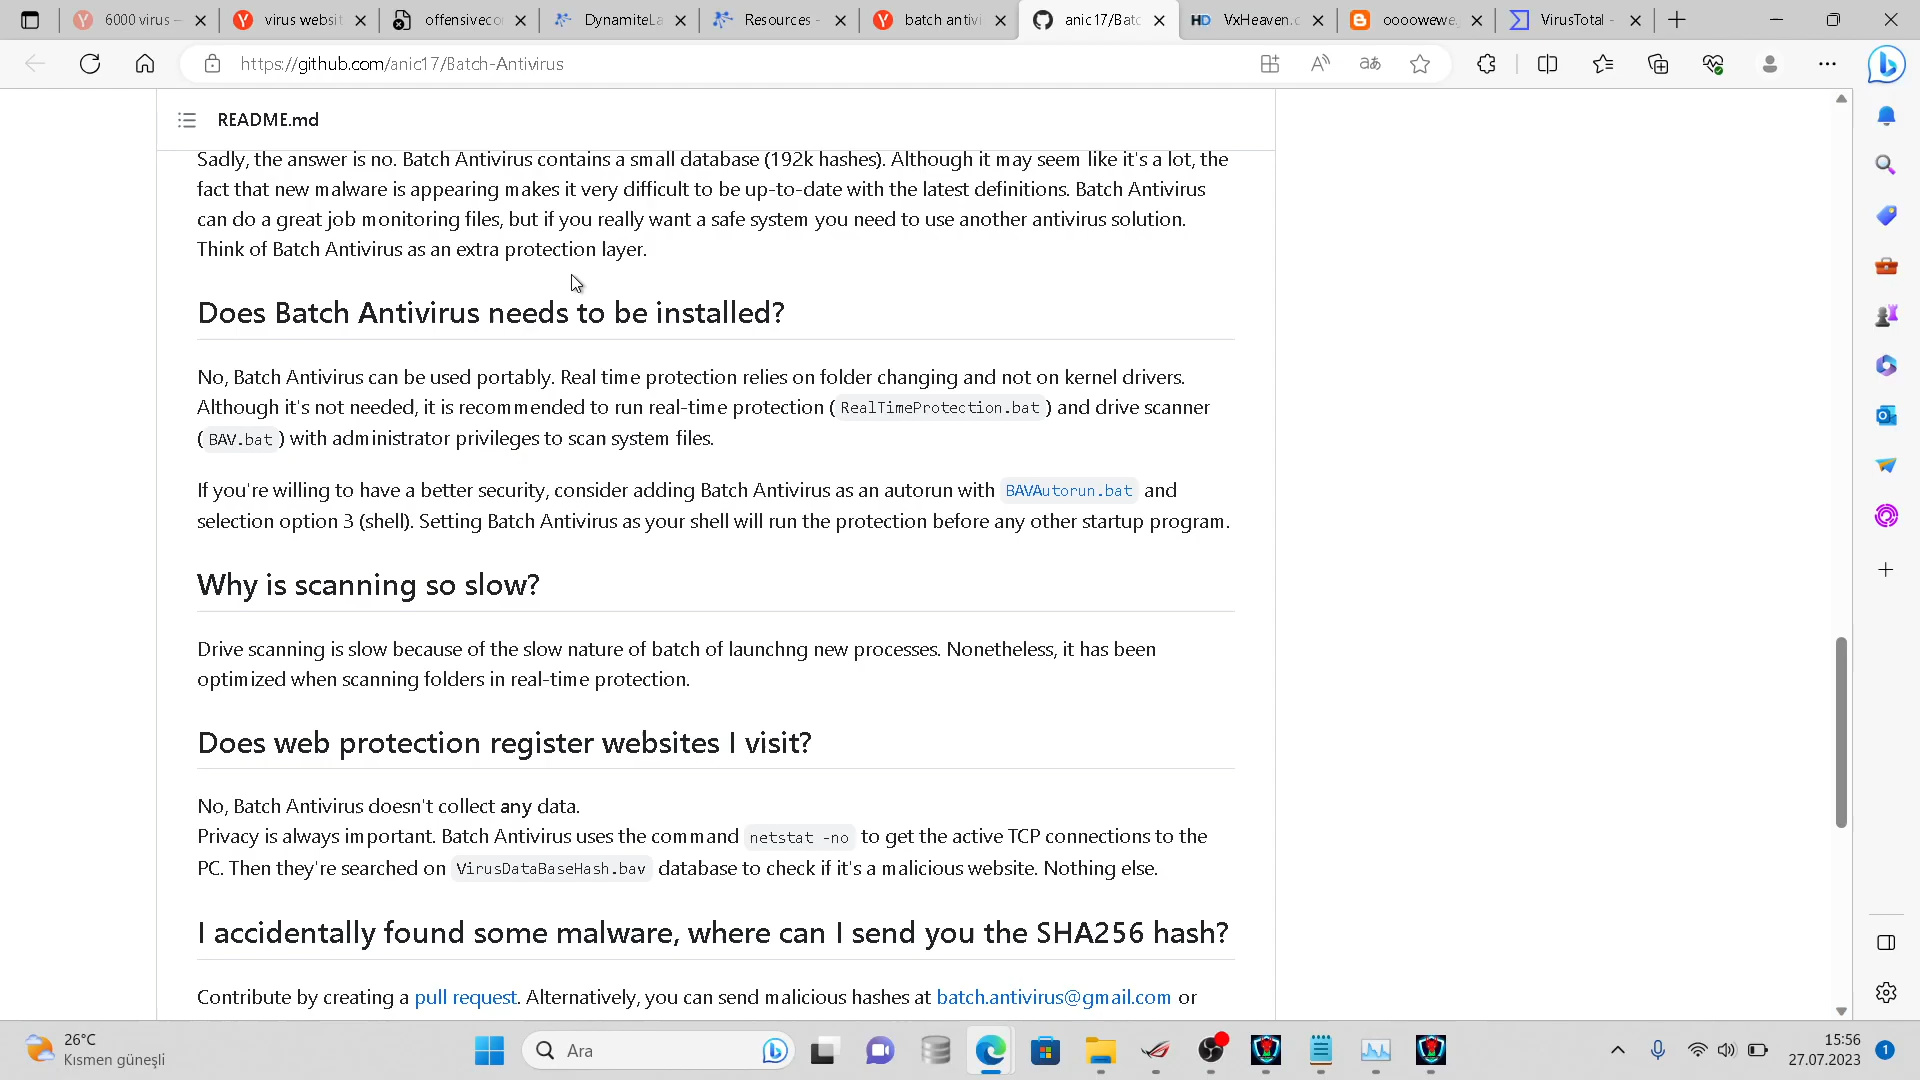 6000 virus –
virus websit
offensiveco
DynamiteLa
Resources -
batch antivi
anic17/Batc
VxHeaven.c
oooowewe
VirusTotal -
https://github.com/anic17/Batch-Antivirus
README.md
Sadly, the answer is no. Batch Antivirus contains a small database (192k hashes). Although it may seem like it's a lot, the
fact that new malware is appearing makes it very difficult to be up-to-date with the latest definitions. Batch Antivirus
can do a great job monitoring files, but if you really want a safe system you need to use another antivirus solution.
Think of Batch Antivirus as an extra protection layer.
Does Batch Antivirus needs to be installed?
No, Batch Antivirus can be used portably. Real time protection relies on folder changing and not on kernel drivers.
Although it's not needed, it is recommended to run real-time protection ( RealTimeProtection.bat ) and drive scanner
( BAV.bat ) with administrator privileges to scan system files.
If you're willing to have a better security, consider adding Batch Antivirus as an autorun with BAVAutorun.bat and
selection option 3 (shell). Setting Batch Antivirus as your shell will run the protection before any other startup program.
Why is scanning so slow?
Drive scanning is slow because of the slow nature of batch of launchng new processes. Nonetheless, it has been
optimized when scanning folders in real-time protection.
Does web protection register websites I visit?
No, Batch Antivirus doesn't collect any data.
Privacy is always important. Batch Antivirus uses the command netstat -no to get the active TCP connections to the
PC. Then they're searched on VirusDataBaseHash.bav database to check if it's a malicious website. Nothing else.
I accidentally found some malware, where can I send you the SHA256 hash?
Contribute by creating a pull request. Alternatively, you can send malicious hashes at batch.antivirus@gmail.com or
26°C
Kısmen güneşli
Ara
15:56
27.07.2023
1